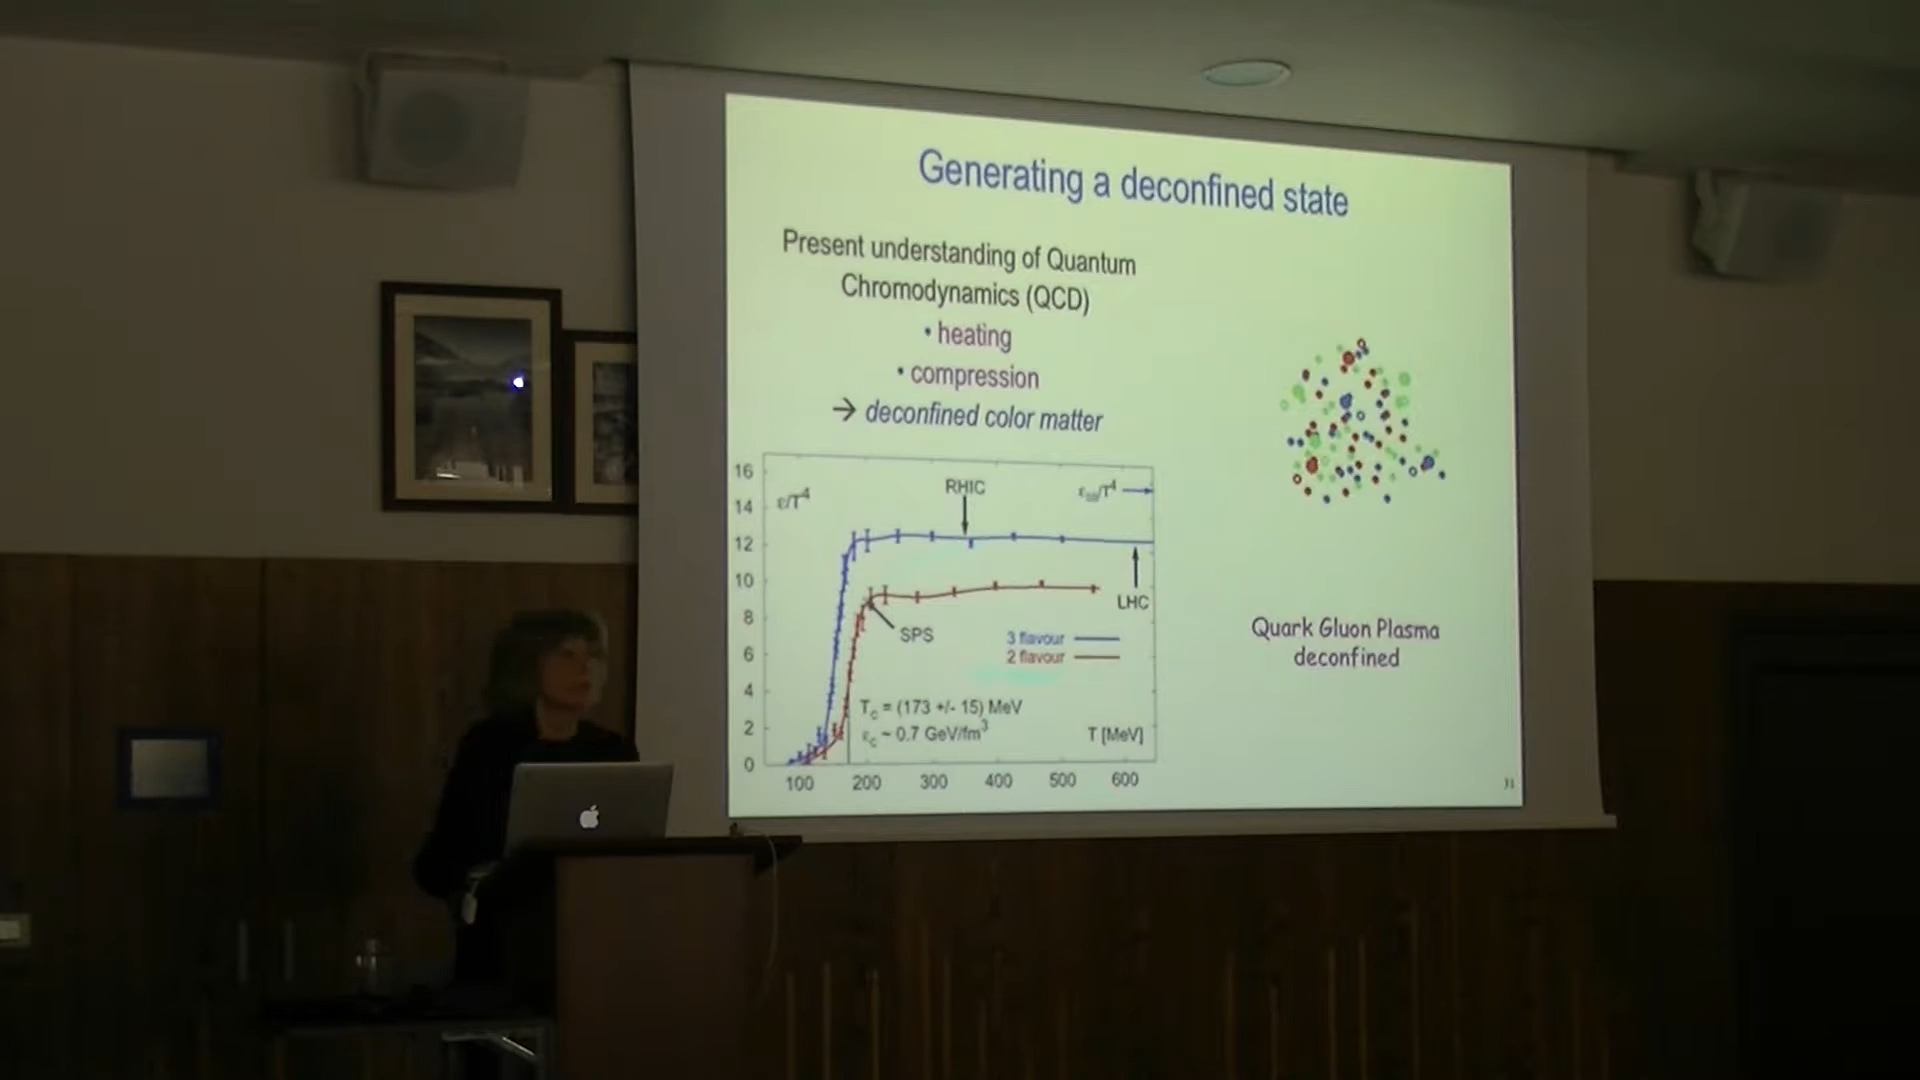 Generating a deconfined state
Present understanding of Quantum
Chromodynamics (QCD)
• heating
• compression
→ deconfined color matter
16
14
12
10
8
6
4
2
0
ε/T⁴
RHIC
LHC
SPS
3 flavour
2 flavour
T_c = (173 +/- 15) MeV
ε_c ~ 0.7 GeV/fm³
T [MeV]
100 200 300 400 500 600
Quark Gluon Plasma
deconfined